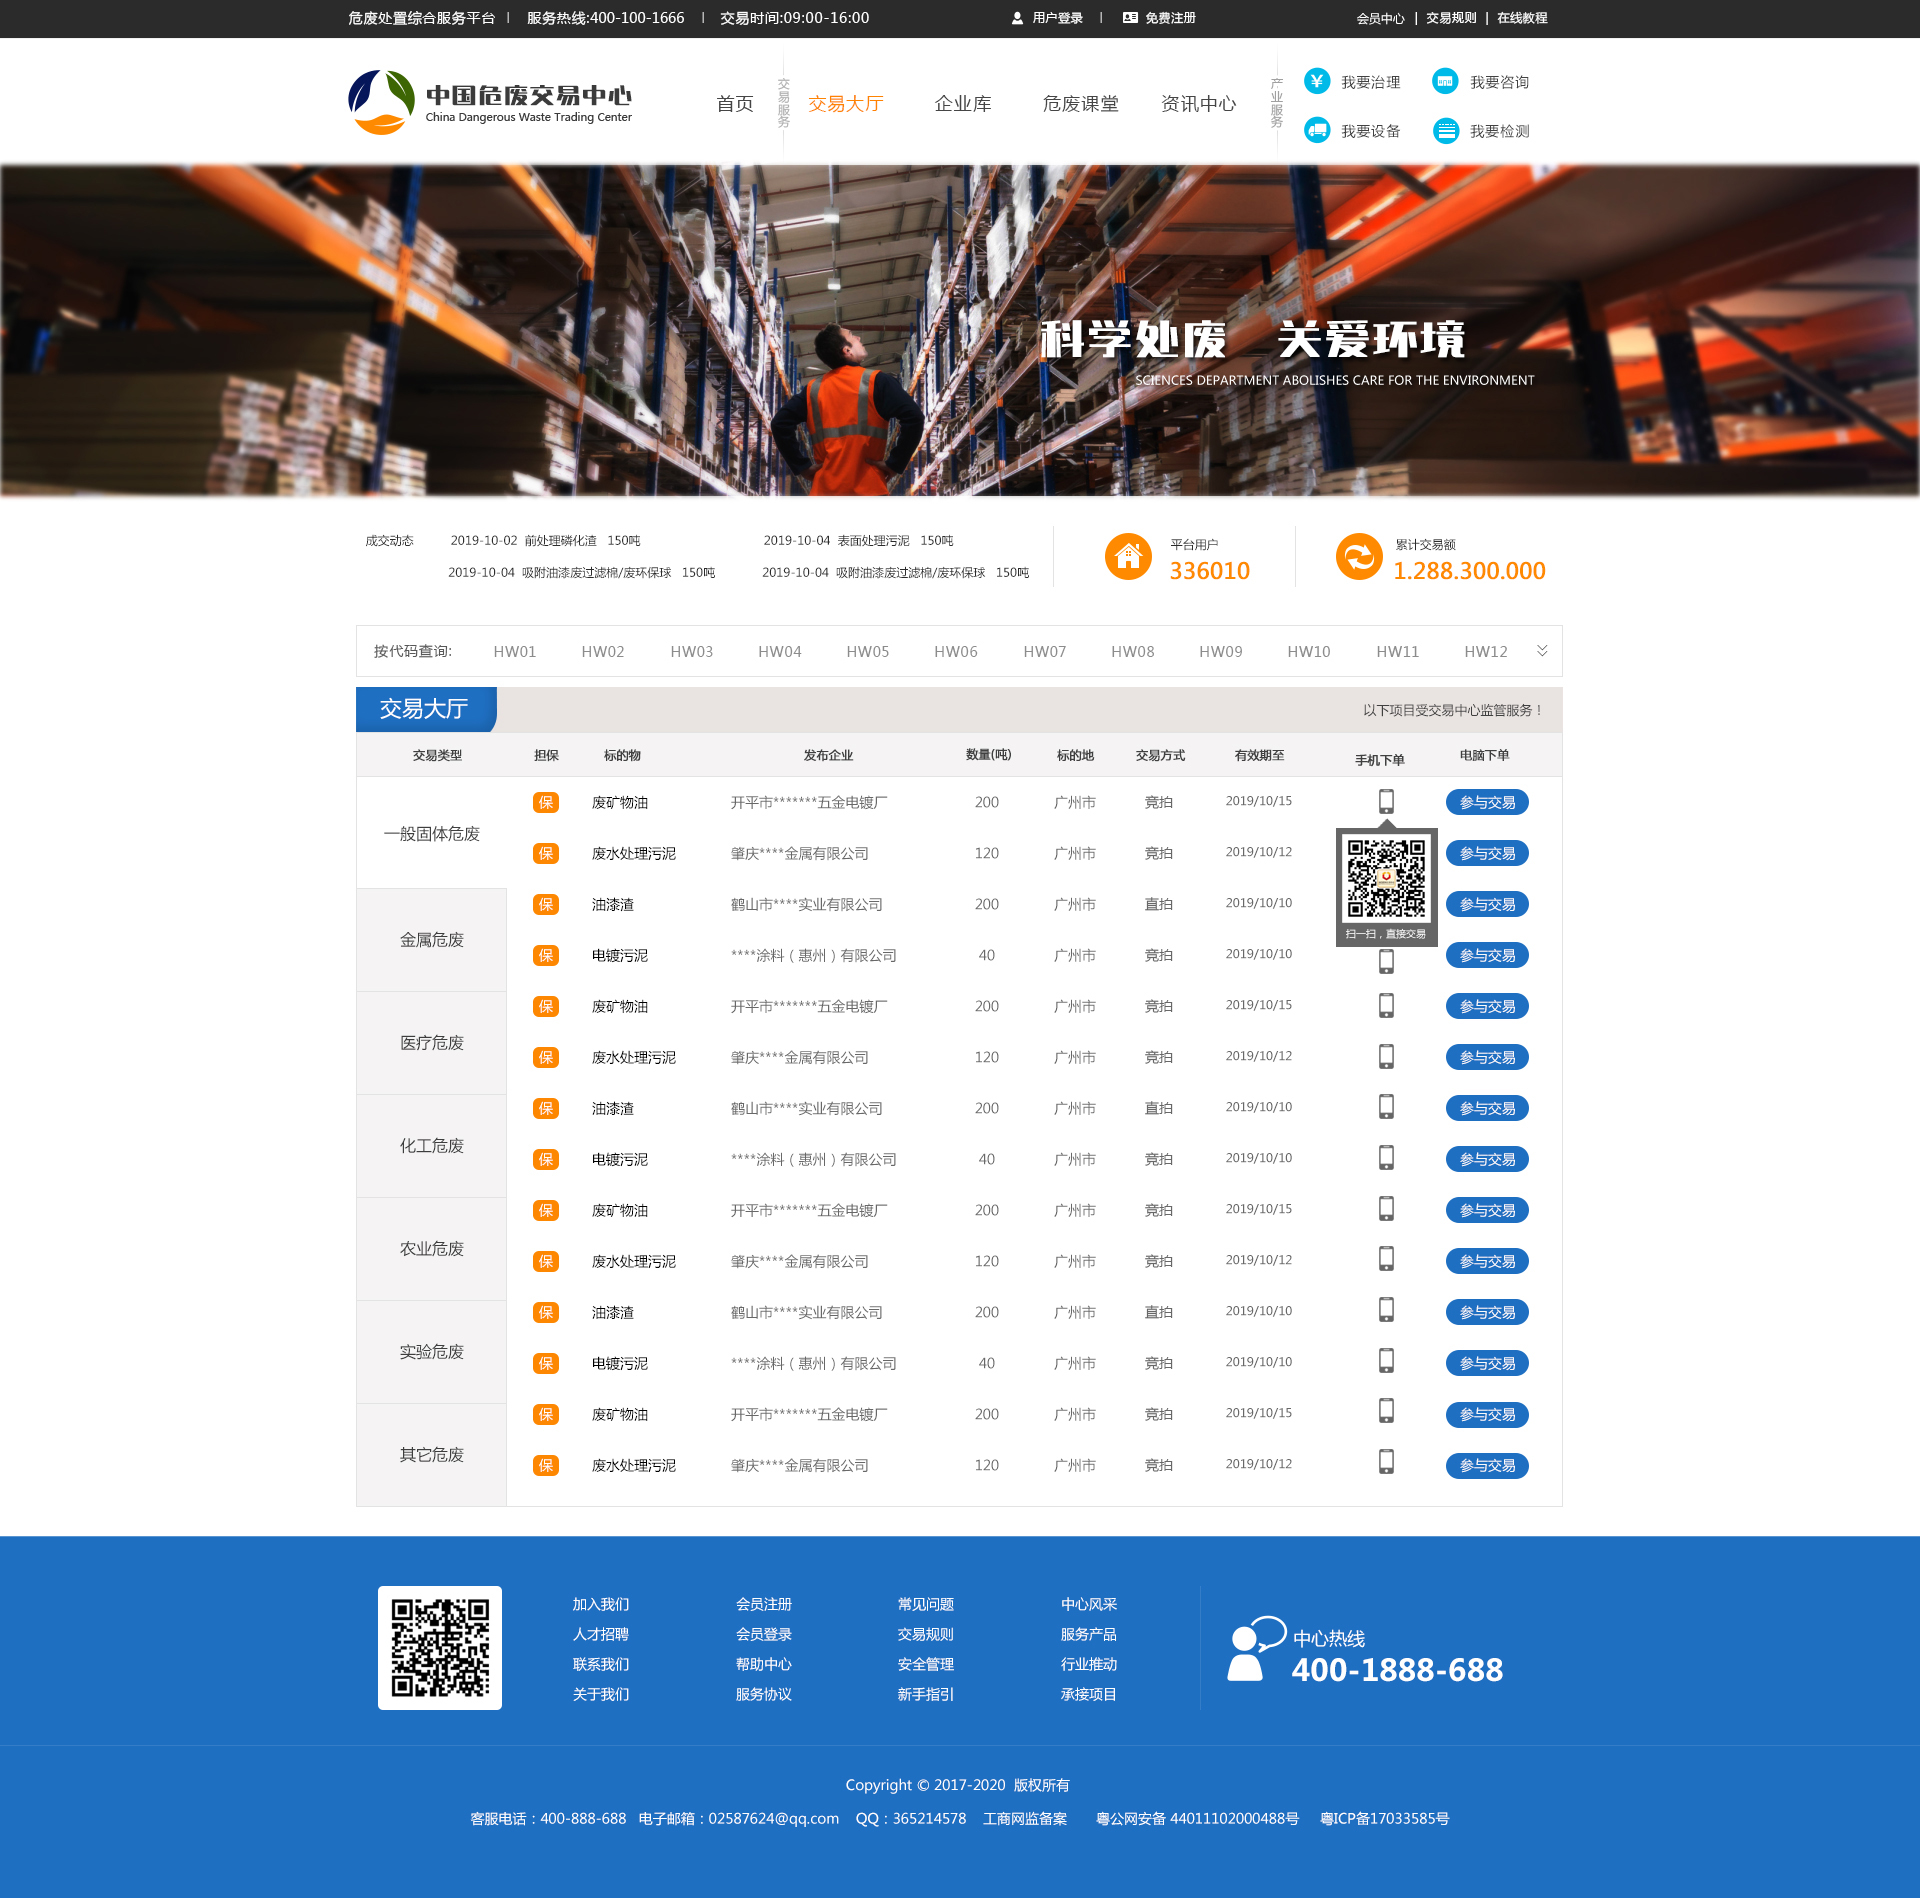 危废处置综合服务平台 | 服务热线:400-100-1666 | 交易时间:09:00-16:00 用户登录 | 免费注册 会员中心 | 交易规则 | 在线教程
中国危废交易中心
China Dangerous Waste Trading Center
首页 交易服务 交易大厅 企业库 危废课堂 资讯中心 产业服务
我要治理 我要咨询
我要设备 我要检测
科学处废 关爱环境
SCIENCES DEPARTMENT ABOLISHES CARE FOR THE ENVIRONMENT
成交动态 2019-10-02 前处理磷化渣 150吨 2019-10-04 表面处理污泥 150吨
2019-10-04 吸附油漆废过滤棉/废环保球 150吨 2019-10-04 吸附油漆废过滤棉/废环保球 150吨
平台用户
336010
累计交易额
1.288.300.000
按代码查询: HW01 HW02 HW03 HW04 HW05 HW06 HW07 HW08 HW09 HW10 HW11 HW12
交易大厅 以下项目受交易中心监管服务！
交易类型 担保 标的物 发布企业 数量(吨) 标的地 交易方式 有效期至 手机下单 电脑下单
一般固体危废
金属危废
医疗危废
化工危废
农业危废
实验危废
其它危废
保 废矿物油 开平市*******五金电镀厂 200 广州市 竞拍 2019/10/15 参与交易
保 废水处理污泥 肇庆****金属有限公司 120 广州市 竞拍 2019/10/12 参与交易
保 油漆渣 鹤山市****实业有限公司 200 广州市 直拍 2019/10/10 参与交易
扫一扫，直接交易
保 电镀污泥 ****涂料（惠州）有限公司 40 广州市 竞拍 2019/10/10 参与交易
保 废矿物油 开平市*******五金电镀厂 200 广州市 竞拍 2019/10/15 参与交易
保 废水处理污泥 肇庆****金属有限公司 120 广州市 竞拍 2019/10/12 参与交易
保 油漆渣 鹤山市****实业有限公司 200 广州市 直拍 2019/10/10 参与交易
保 电镀污泥 ****涂料（惠州）有限公司 40 广州市 竞拍 2019/10/10 参与交易
保 废矿物油 开平市*******五金电镀厂 200 广州市 竞拍 2019/10/15 参与交易
保 废水处理污泥 肇庆****金属有限公司 120 广州市 竞拍 2019/10/12 参与交易
保 油漆渣 鹤山市****实业有限公司 200 广州市 直拍 2019/10/10 参与交易
保 电镀污泥 ****涂料（惠州）有限公司 40 广州市 竞拍 2019/10/10 参与交易
保 废矿物油 开平市*******五金电镀厂 200 广州市 竞拍 2019/10/15 参与交易
保 废水处理污泥 肇庆****金属有限公司 120 广州市 竞拍 2019/10/12 参与交易
加入我们 会员注册 常见问题 中心风采
人才招聘 会员登录 交易规则 服务产品
联系我们 帮助中心 安全管理 行业推动
关于我们 服务协议 新手指引 承接项目
中心热线
400-1888-688
Copyright © 2017-2020 版权所有
客服电话：400-888-688 电子邮箱：02587624@qq.com QQ：365214578 工商网监备案 粤公网安备 44011102000488号 粤ICP备17033585号